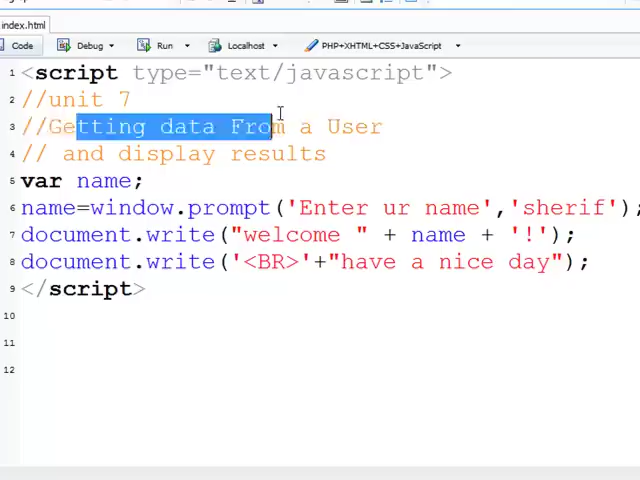 index.html
Code Debug Run Localhost PHP+XHTML+CSS+JavaScript
1 <script type="text/javascript">
2 //unit 7
3 //Getting data From a User
4 // and display results
5 var name;
6 name=window.prompt('Enter ur name','sherif');
7 document.write("welcome " + name + '!');
8 document.write('<BR>'+"have a nice day");
9 </script>
10
11
12